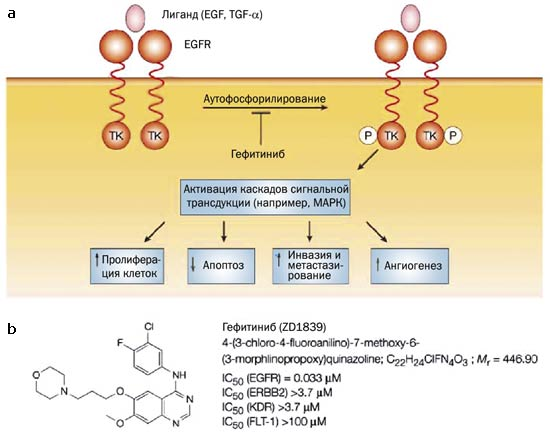 a
Лиганд (EGF, TGF-α)
EGFR
Аутофосфорилирование
TK TK
P TK TK P
Гефитиниб
Активация каскадов сигнальной
трансдукции (например, МАРК)
↑ Пролифера-
ция клеток
↓ Апоптоз
↑ Инвазия и
метастази-
рование
↑ Ангиогенез
b
Гефитиниб (ZD1839)
4-(3-chloro-4-fluoroanilino)-7-methoxy-6-
(3-morphlinopropoxy)quinazoline; C₂₂H₂₄ClFN₄O₃ ; Mᵣ = 446.90
IC₅₀ (EGFR) = 0.033 μM
IC₅₀ (ERBB2) >3.7 μM
IC₅₀ (KDR) >3.7 μM
IC₅₀ (FLT-1) >100 μM
Cl
F
HN
O
N
O
N
O
N